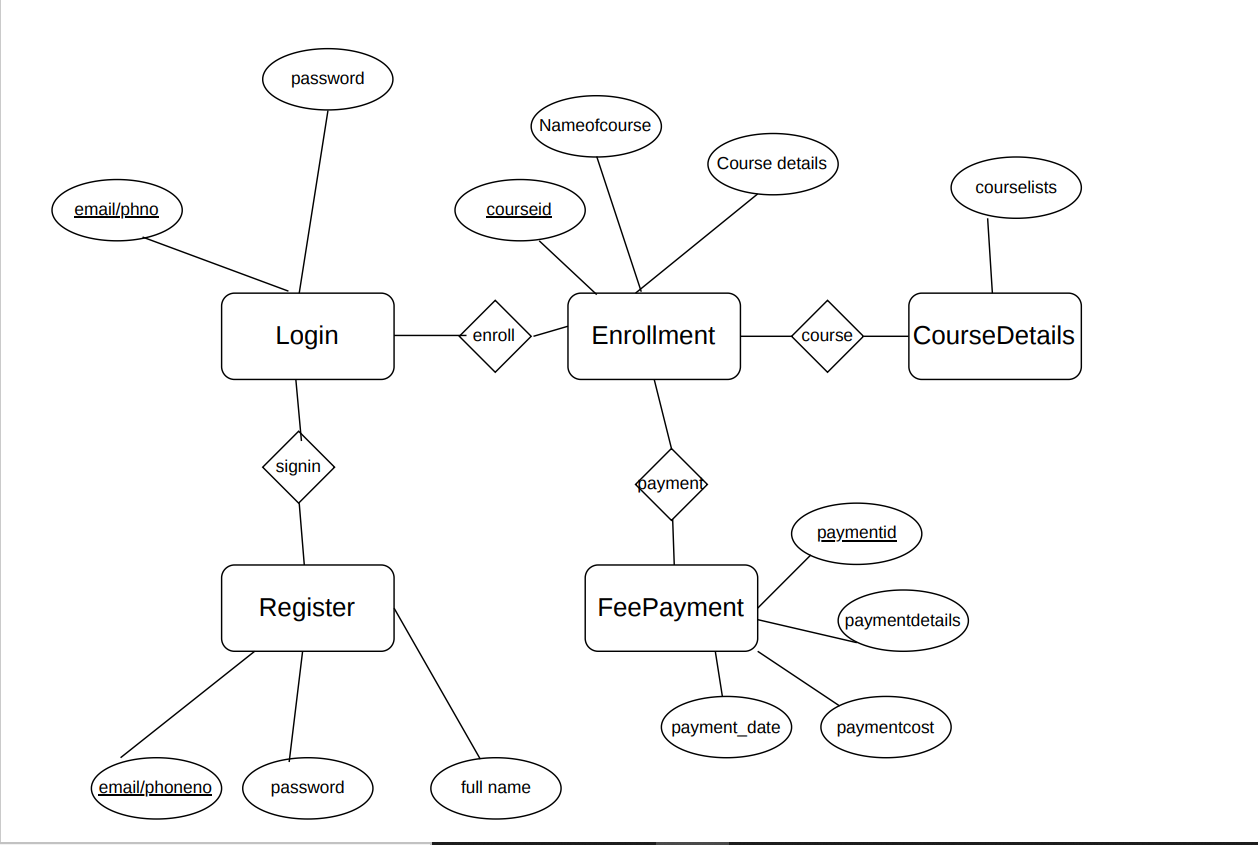 password
Nameofcourse
Course details
courselists
email/phno
courseid
Login
enroll
Enrollment
course
CourseDetails
signin
payment
paymentid
Register
FeePayment
paymentdetails
payment_date
paymentcost
email/phoneno
password
full name